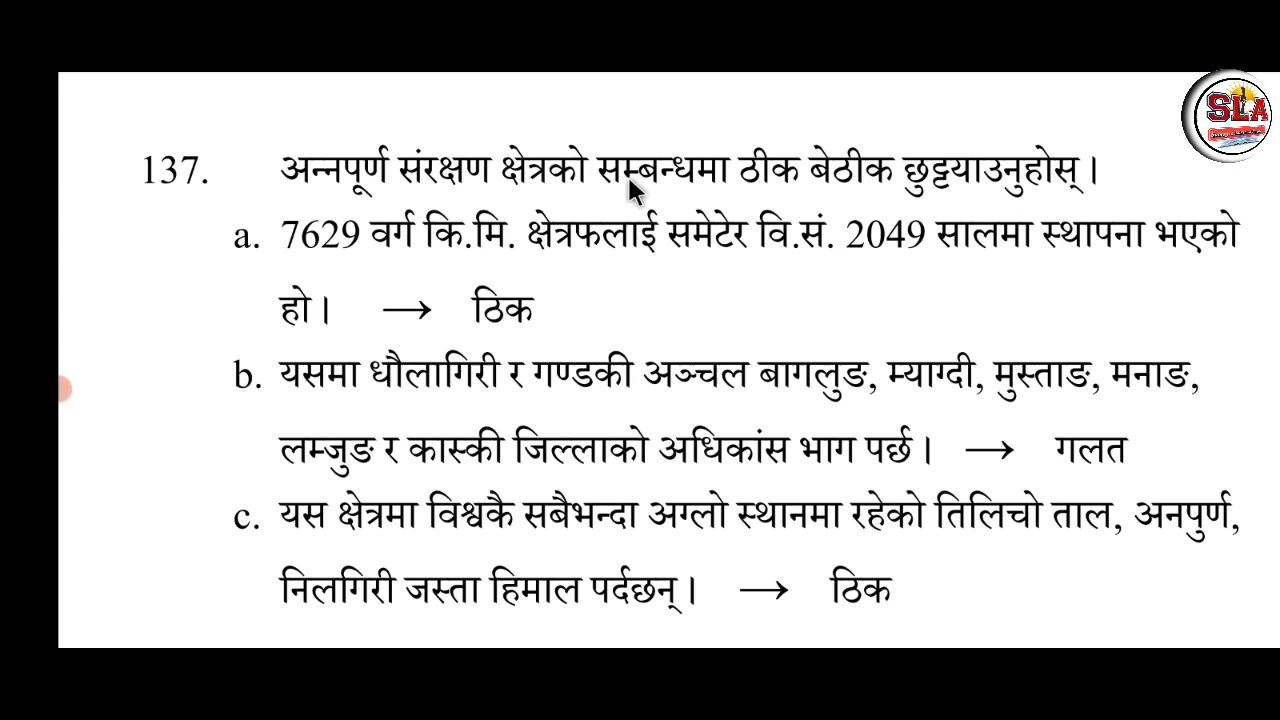 SLA
137. अन्नपूर्ण संरक्षण क्षेत्रको सम्बन्धमा ठीक बेठीक छुट्टयाउनुहोस्।
a. 7629 वर्ग कि.मि. क्षेत्रफलाई समेटेर वि.सं. 2049 सालमा स्थापना भएको
हो। → ठिक
b. यसमा धौलागिरी र गण्डकी अञ्चल बागलुङ, म्याग्दी, मुस्ताङ, मनाङ,
लम्जुङ र कास्की जिल्लाको अधिकांस भाग पर्छ। → गलत
c. यस क्षेत्रमा विश्वकै सबैभन्दा अग्लो स्थानमा रहेको तिलिचो ताल, अनपुर्ण,
निलगिरी जस्ता हिमाल पर्दछन्। → ठिक